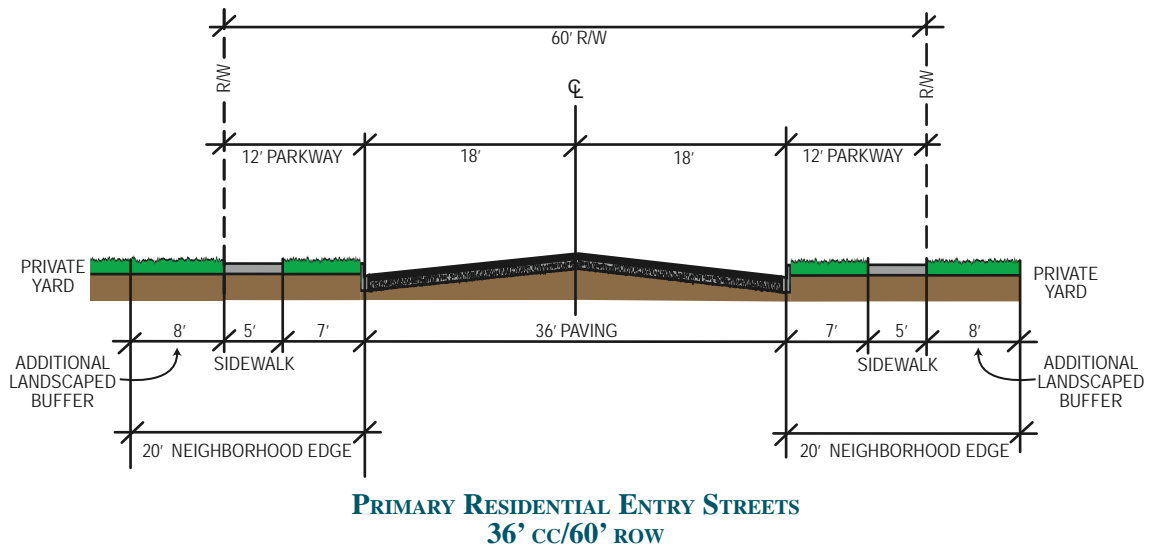 60' R/W
R/W
R/W
℄
12' PARKWAY
18'
18'
12' PARKWAY
PRIVATE
YARD
PRIVATE
YARD
8'
5'
7'
36' PAVING
7'
5'
8'
SIDEWALK
SIDEWALK
ADDITIONAL
LANDSCAPED
BUFFER
ADDITIONAL
LANDSCAPED
BUFFER
20' NEIGHBORHOOD EDGE
20' NEIGHBORHOOD EDGE
PRIMARY RESIDENTIAL ENTRY STREETS
36' CC/60' ROW